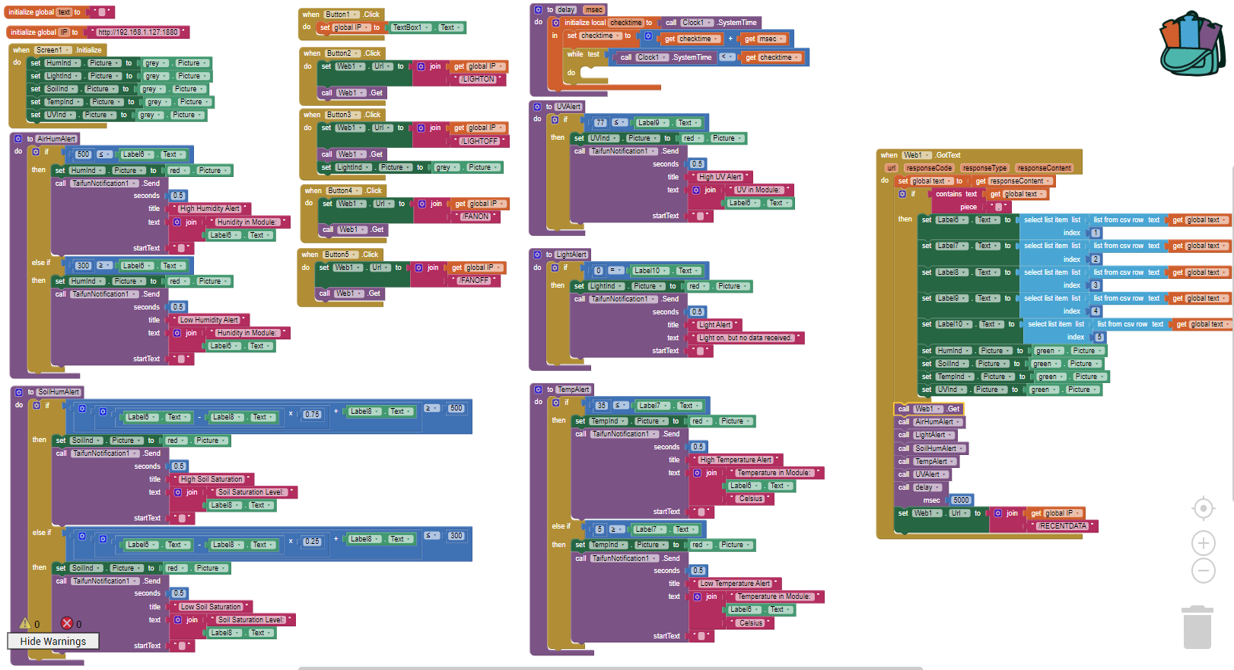 initialize global text to " "
initialize global IP to "http://192.168.1.127:1880"
when Screen1 .Initialize
do set HumInd . Picture to grey . Picture
set LightInd . Picture to grey . Picture
set SoilInd . Picture to grey . Picture
set TempInd . Picture to grey . Picture
set UVInd . Picture to grey . Picture
to AirHumAlert
do if 500 ≤ Label6 . Text
then set HumInd . Picture to red . Picture
call TaifunNotification1 .Send
seconds 0.5
title "High Humidity Alert"
text join "Hunidity in Module:"
Label6 . Text
startText " "
else if 300 ≥ Label6 . Text
then set HumInd . Picture to red . Picture
call TaifunNotification1 .Send
seconds 0.5
title "Low Humidity Alert"
text join "Hunidity in Module:"
Label6 . Text
startText " "
to SoilHumAlert
do if Label6 . Text - Label8 . Text × 0.75 + Label8 . Text ≥ 500
then set SoilInd . Picture to red . Picture
call TaifunNotification1 .Send
seconds 0.5
title "High Soil Saturation"
text join "Soil Saturation Level:"
Label8 . Text
startText " "
else if Label6 . Text - Label8 . Text × 0.25 + Label8 . Text ≤ 300
then set SoilInd . Picture to red . Picture
call TaifunNotification1 .Send
seconds 0.5
title "Low Soil Saturation"
text join "Soil Saturation Level:"
Label8 . Text
startText " "
0 0
Hide Warnings
when Button1 .Click
do set global IP to TextBox1 . Text
when Button2 .Click
do set Web1 . Url to join get global IP
"/LIGHTON"
call Web1 .Get
when Button3 .Click
do set Web1 . Url to join get global IP
"/LIGHTOFF"
call Web1 .Get
set LightInd . Picture to grey . Picture
when Button4 .Click
do set Web1 . Url to join get global IP
"/FANON"
call Web1 .Get
when Button5 .Click
do set Web1 . Url to join get global IP
"/FANOFF"
call Web1 .Get
to delay msec
do initialize local checktime to call Clock1 .SystemTime
in set checktime to get checktime + get msec
while test call Clock1 .SystemTime < get checktime
do
to UVAlert
do if 77 ≤ Label9 . Text
then set UVInd . Picture to red . Picture
call TaifunNotification1 .Send
seconds 0.5
title "High UV Alert"
text join "UV in Module:"
Label6 . Text
startText " "
to LightAlert
do if 0 = Label10 . Text
then set LightInd . Picture to red . Picture
call TaifunNotification1 .Send
seconds 0.5
title "Light Alert"
text "Light on, but no data received."
startText " "
to TempAlert
do if 35 ≤ Label7 . Text
then set TempInd . Picture to red . Picture
call TaifunNotification1 .Send
seconds 0.5
title "High Temperature Alert"
text join "Temperature in Module:"
Label6 . Text
"Celsius"
startText " "
else if 5 ≥ Label7 . Text
then set TempInd . Picture to red . Picture
call TaifunNotification1 .Send
seconds 0.5
title "Low Temperature Alert"
text join "Temperature in Module:"
Label6 . Text
"Celsius"
startText " "
when Web1 .GotText
url responseCode responseType responseContent
do set global text to get responseContent
if contains text get global text
piece
then set Label6 . Text to select list item list list from csv row text get global text
index 1
set Label7 . Text to select list item list list from csv row text get global text
index 2
set Label8 . Text to select list item list list from csv row text get global text
index 3
set Label9 . Text to select list item list list from csv row text get global text
index 4
set Label10 . Text to select list item list list from csv row text get global text
index 5
set HumInd . Picture to green . Picture
set SoilInd . Picture to green . Picture
set TempInd . Picture to green . Picture
set UVInd . Picture to green . Picture
call Web1 .Get
call AirHumAlert
call LightAlert
call SoilHumAlert
call TempAlert
call UVAlert
call delay
msec 5000
set Web1 . Url to join get global IP
"/RECENTDATA"